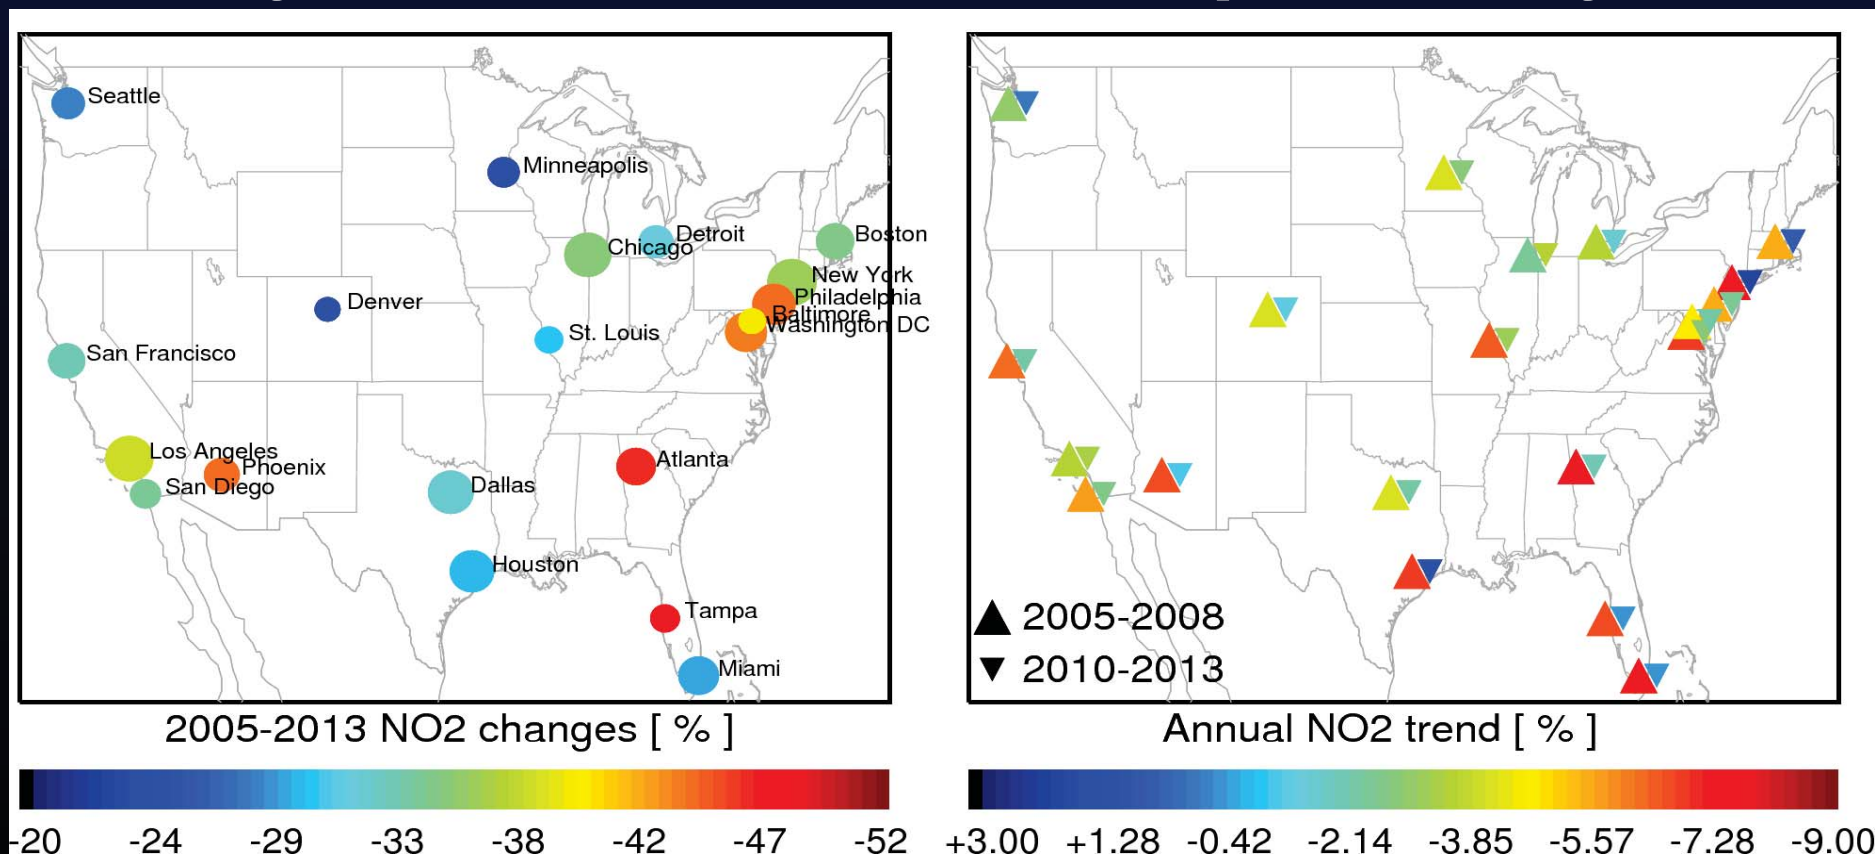 Seattle
Minneapolis
Detroit
Boston
Chicago
New York
Denver
Philadelphia
Baltimore
Washington DC
St. Louis
San Francisco
Los Angeles
Phoenix
San Diego
Dallas
Atlanta
Houston
Tampa
Miami
2005-2013 NO2 changes [ % ]
-20 -24 -29 -33 -38 -42 -47 -52
2005-2008
2010-2013
Annual NO2 trend [ % ]
+3.00 +1.28 -0.42 -2.14 -3.85 -5.57 -7.28 -9.00